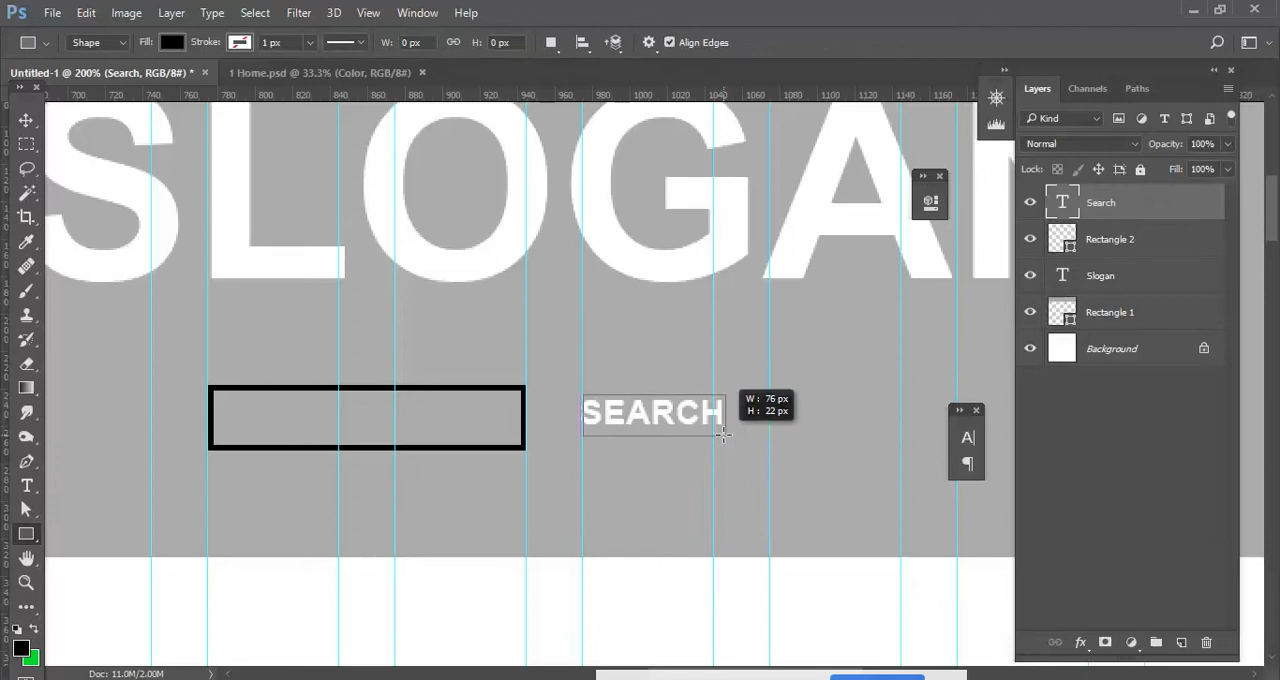 Ps File Edit Image Layer Type Select Filter 3D View Window Help
Shape Fill: Stroke: 1 px W: 0 px H: 0 px Align Edges
Untitled-1 @ 200% (Search, RGB/8#) * × 1 Home.psd @ 33.3% (Color, RGB/8#) ×
700 720 740 760 780 800 820 840 860 880 900 920 940 960 980 1000 1020 1040 1060 1080 1100 1120 1140 1160
SLOGAN
SEARCH
W: 76 px
H: 22 px
Layers Channels Paths
Kind
Normal Opacity: 100%
Lock: Fill: 100%
Search
Rectangle 2
Slogan
Rectangle 1
Background
fx
Doc: 11.0M/2.00M